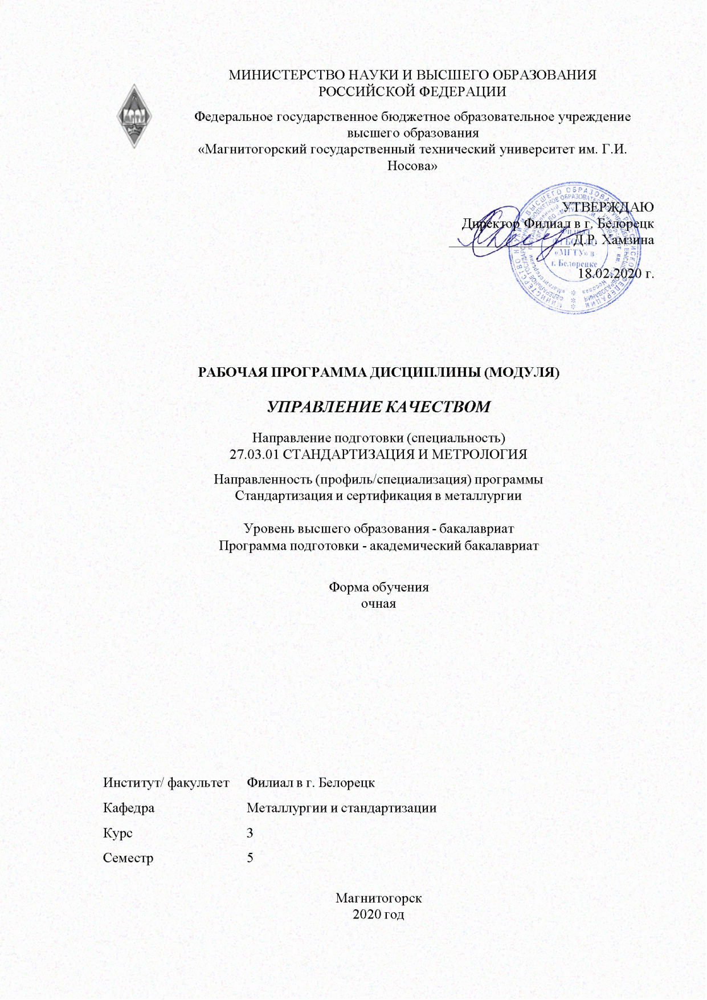 МИНИСТЕРСТВО НАУКИ И ВЫСШЕГО ОБРАЗОВАНИЯ
РОССИЙСКОЙ ФЕДЕРАЦИИ
МГТУ
Федеральное государственное бюджетное образовательное учреждение
высшего образования
«Магнитогорский государственный технический университет им. Г.И.
Носова»
УТВЕРЖДАЮ
Директор Филиал в г. Белорецк
Д.Р. Хамзина
18.02.2020 г.
Филиал
«МГТУ» в
г. Белорецке
РАБОЧАЯ ПРОГРАММА ДИСЦИПЛИНЫ (МОДУЛЯ)
УПРАВЛЕНИЕ КАЧЕСТВОМ
Направление подготовки (специальность)
27.03.01 СТАНДАРТИЗАЦИЯ И МЕТРОЛОГИЯ
Направленность (профиль/специализация) программы
Стандартизация и сертификация в металлургии
Уровень высшего образования - бакалавриат
Программа подготовки - академический бакалавриат
Форма обучения
очная
Институт/ факультет Филиал в г. Белорецк
Кафедра Металлургии и стандартизации
Курс 3
Семестр 5
Магнитогорск
2020 год